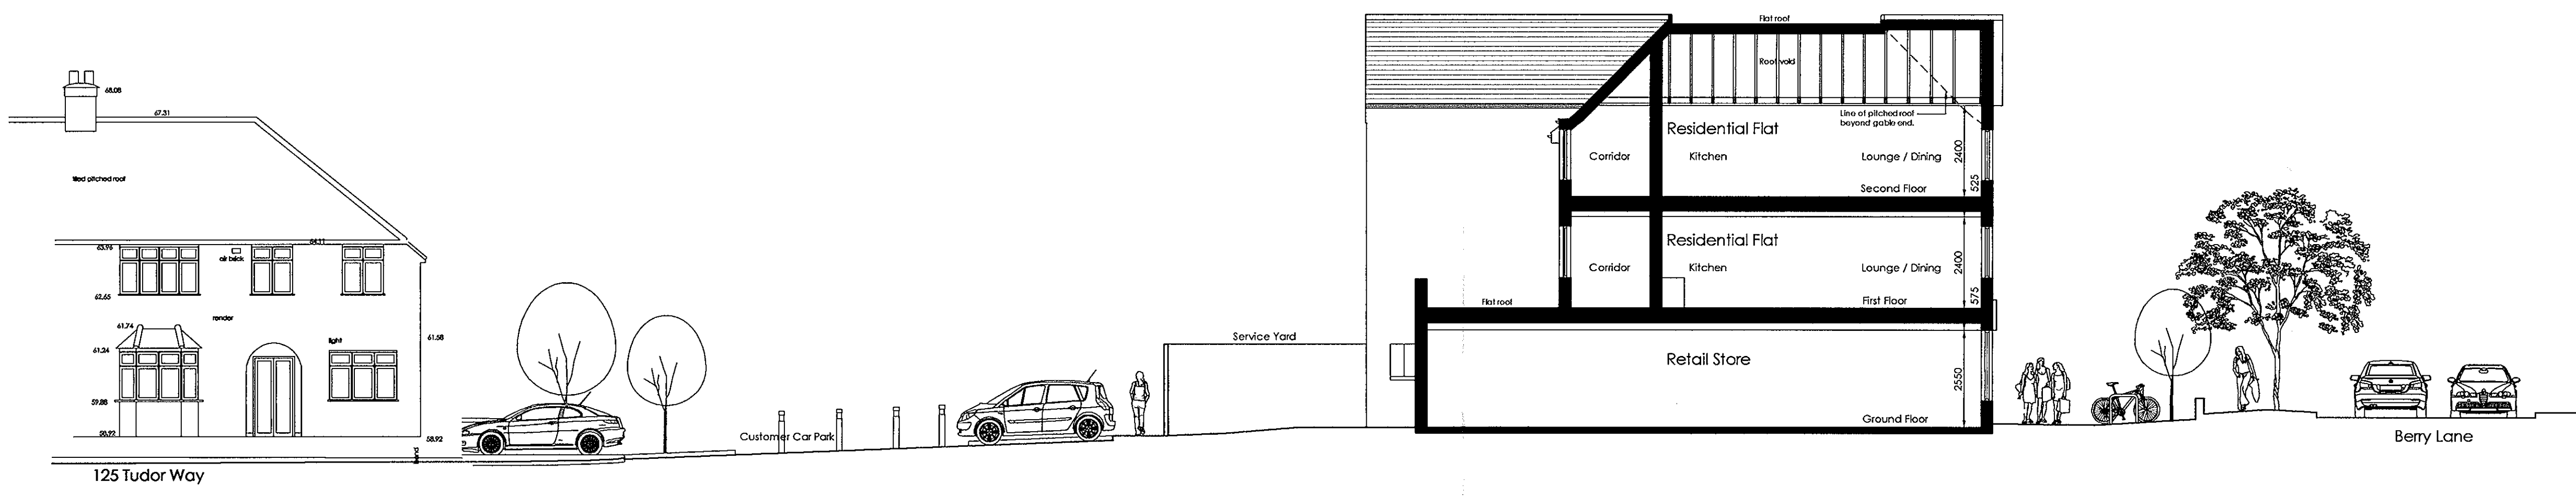 68.08
67.31
tiled pitched roof
63.96
64.11
air brick
62.65
render
61.74
light
61.58
61.24
59.88
58.92
58.92
125 Tudor Way
Customer Car Park
Service Yard
Flat roof
Roof void
Line of pitched roof
beyond gable end.
Residential Flat
Corridor
Kitchen
Lounge / Dining
2400
525
Second Floor
Residential Flat
Corridor
Kitchen
Lounge / Dining
2400
575
First Floor
Flat roof
Retail Store
2550
Ground Floor
Berry Lane